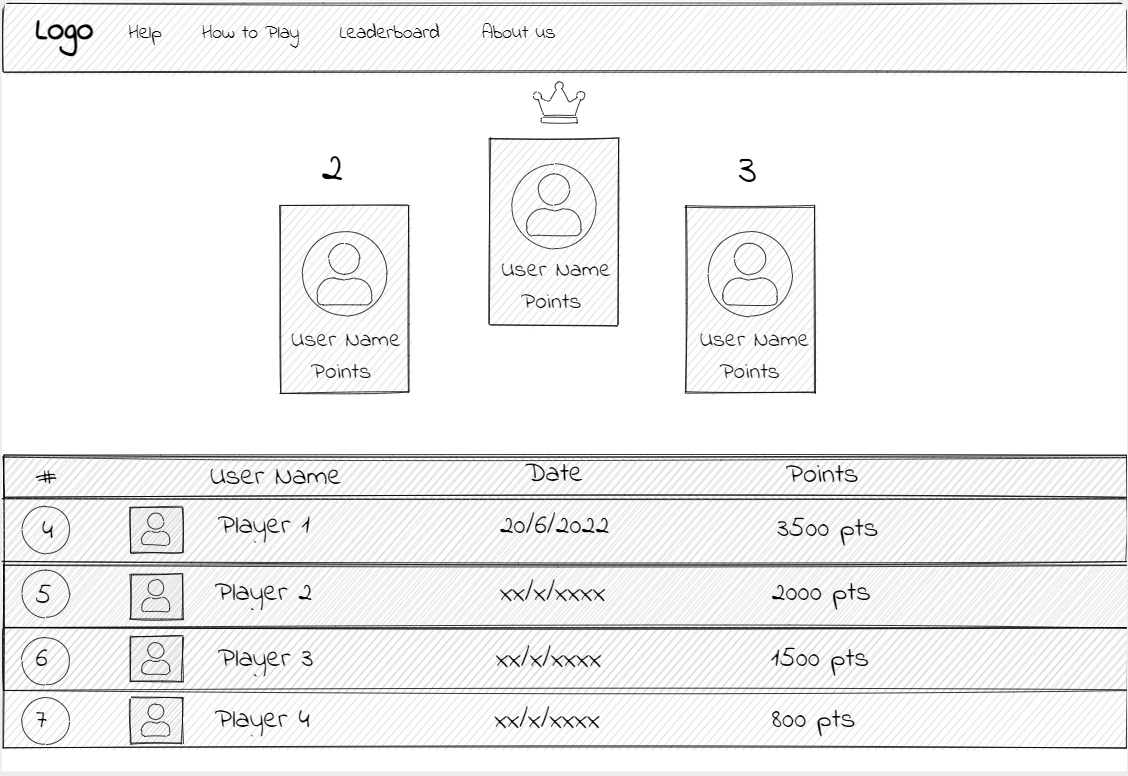 Logo Help How to Play Leaderboard About us
2
3
User Name
Points
User Name
Points
User Name
Points
# User Name Date Points
4 Player 1 20/6/2022 3500 pts
5 Player 2 xx/x/xxxx 2000 pts
6 Player 3 xx/x/xxxx 1500 pts
7 Player 4 xx/x/xxxx 800 pts